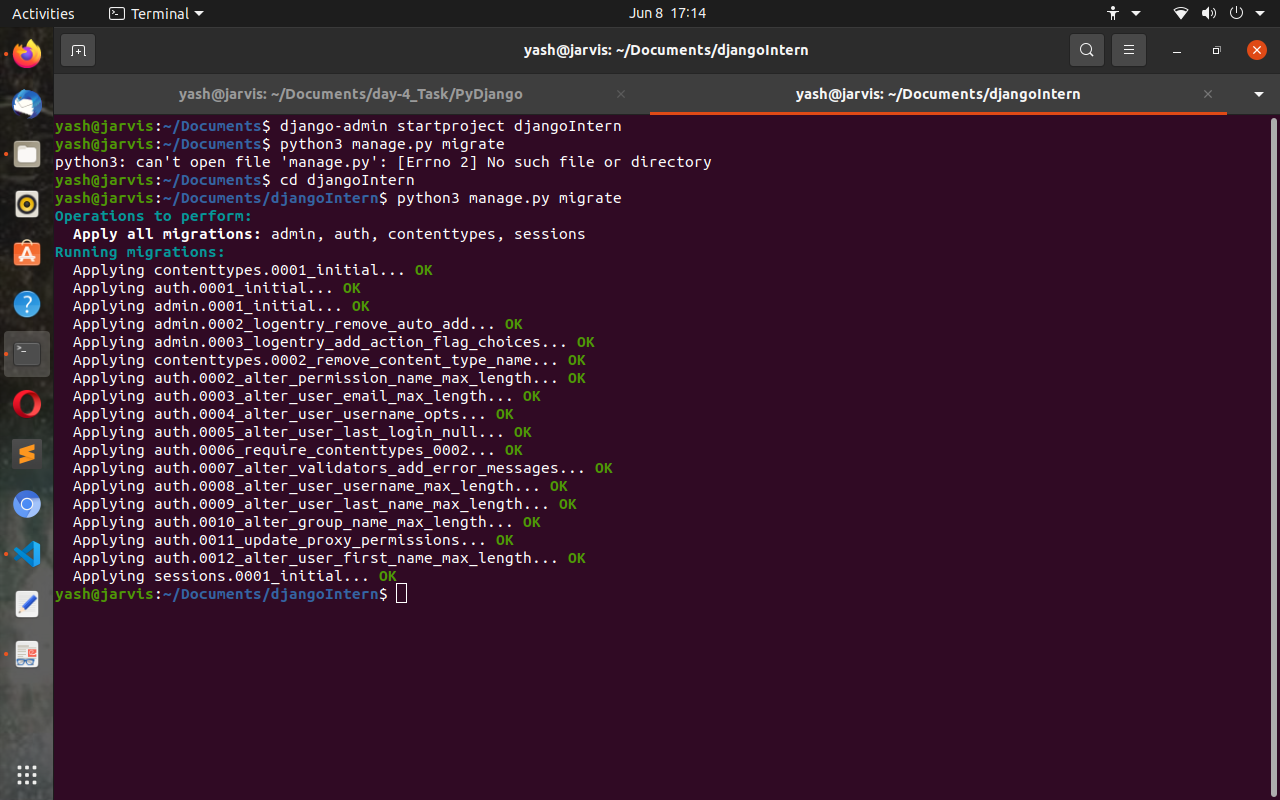 Activities Terminal Jun 8 17:14
yash@jarvis: ~/Documents/djangoIntern
yash@jarvis: ~/Documents/day-4_Task/PyDjango yash@jarvis: ~/Documents/djangoIntern
yash@jarvis:~/Documents$ django-admin startproject djangoIntern
yash@jarvis:~/Documents$ python3 manage.py migrate
python3: can't open file 'manage.py': [Errno 2] No such file or directory
yash@jarvis:~/Documents$ cd djangoIntern
yash@jarvis:~/Documents/djangoIntern$ python3 manage.py migrate
Operations to perform:
  Apply all migrations: admin, auth, contenttypes, sessions
Running migrations:
  Applying contenttypes.0001_initial... OK
  Applying auth.0001_initial... OK
  Applying admin.0001_initial... OK
  Applying admin.0002_logentry_remove_auto_add... OK
  Applying admin.0003_logentry_add_action_flag_choices... OK
  Applying contenttypes.0002_remove_content_type_name... OK
  Applying auth.0002_alter_permission_name_max_length... OK
  Applying auth.0003_alter_user_email_max_length... OK
  Applying auth.0004_alter_user_username_opts... OK
  Applying auth.0005_alter_user_last_login_null... OK
  Applying auth.0006_require_contenttypes_0002... OK
  Applying auth.0007_alter_validators_add_error_messages... OK
  Applying auth.0008_alter_user_username_max_length... OK
  Applying auth.0009_alter_user_last_name_max_length... OK
  Applying auth.0010_alter_group_name_max_length... OK
  Applying auth.0011_update_proxy_permissions... OK
  Applying auth.0012_alter_user_first_name_max_length... OK
  Applying sessions.0001_initial... OK
yash@jarvis:~/Documents/djangoIntern$